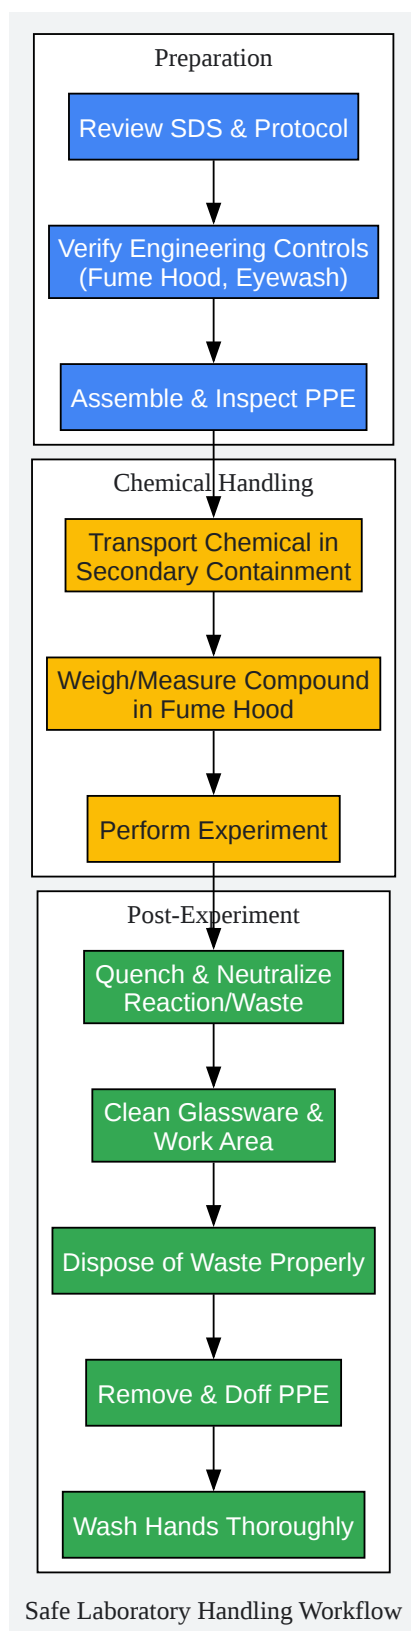 Preparation
Review SDS & Protocol
Verify Engineering Controls
(Fume Hood, Eyewash)
Assemble & Inspect PPE
Chemical Handling
Transport Chemical in
Secondary Containment
Weigh/Measure Compound
in Fume Hood
Perform Experiment
Post-Experiment
Quench & Neutralize
Reaction/Waste
Clean Glassware &
Work Area
Dispose of Waste Properly
Remove & Doff PPE
Wash Hands Thoroughly
Safe Laboratory Handling Workflow